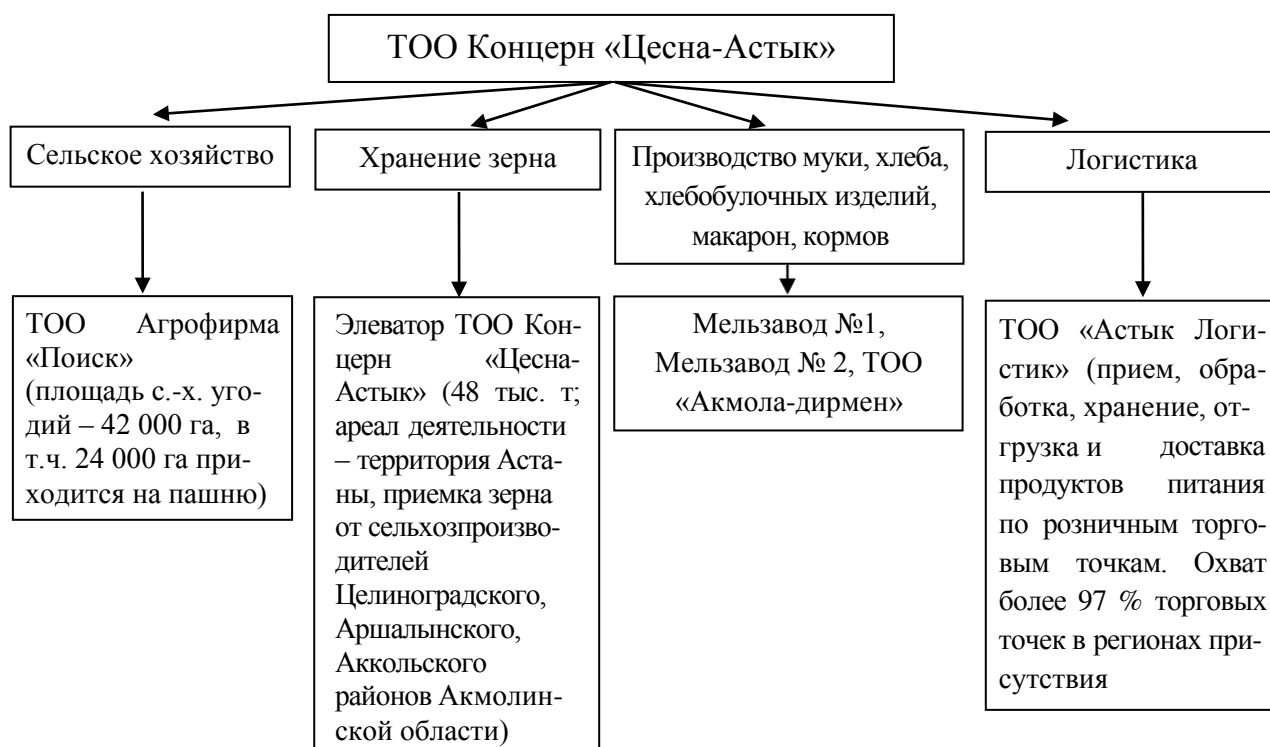 ТОО Концерн «Цесна-Астык»
Сельское хозяйство
Хранение зерна
Производство муки, хлеба,
хлебобулочных изделий,
макарон, кормов
Логистика
ТОО Агрофирма
«Поиск»
(площадь с.-х. уго-
дий – 42 000 га, в
т.ч. 24 000 га при-
ходится на пашню)
Элеватор ТОО Кон-
церн «Цесна-
Астык» (48 тыс. т;
ареал деятельности
– территория Аста-
ны, приемка зерна
от сельхозпроизво-
дителей
Целиноградского,
Аршалынского,
Аккольского
районов Акмолин-
ской области)
Мельзавод №1,
Мельзавод № 2, ТОО
«Акмола-дирмен»
ТОО «Астык Логи-
стик» (прием, обра-
ботка, хранение, от-
грузка и доставка
продуктов питания
по розничным торго-
вым точкам. Охват
более 97 % торговых
точек в регионах при-
сутствия